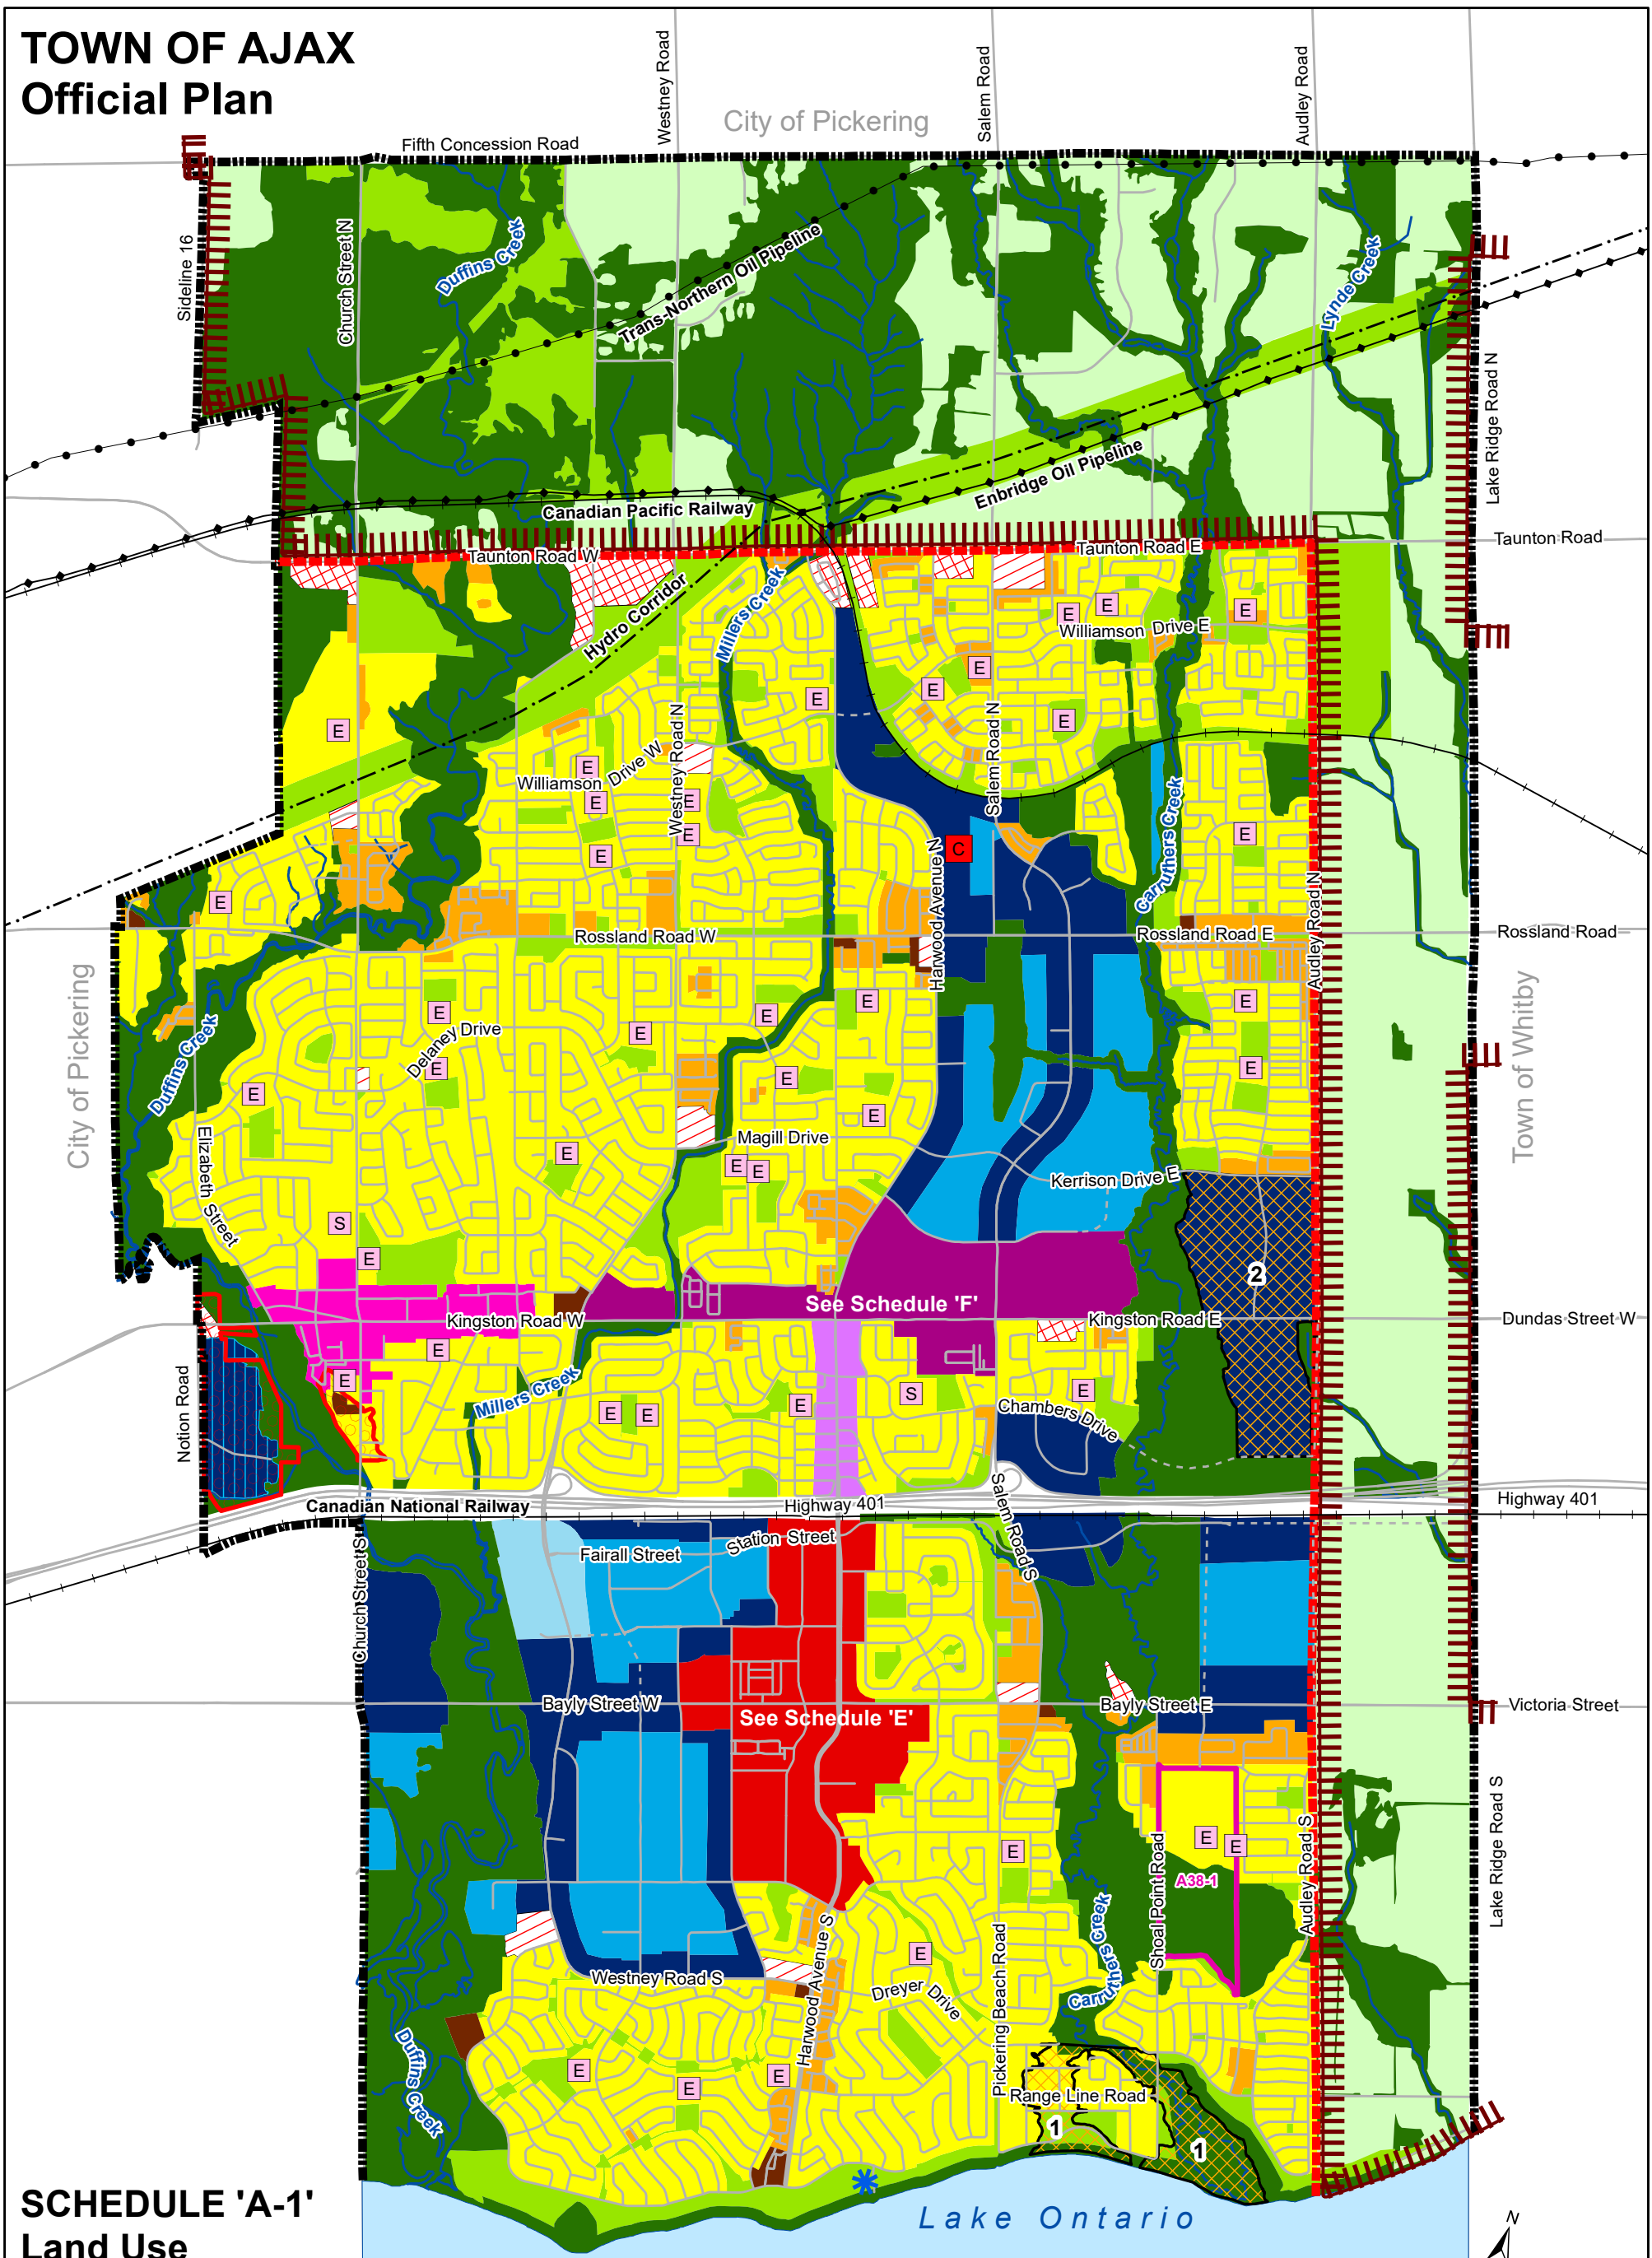 TOWN OF AJAX
Official Plan
Westney Road
Salem Road
Audley Road
City of Pickering
Fifth Concession Road
Sideline 16
Church Street N
Duffins Creek
Trans-Northern Oil Pipeline
Lynde Creek
Lake Ridge Road N
Enbridge Oil Pipeline
Canadian Pacific Railway
Taunton Road W
Taunton Road E
Taunton Road
Hydro Corridor
Millers Creek
E
E
E
Williamson Drive E
E
E
E
E
E
Westney Road N
Salem Road N
Williamson Drive W
E
E
E
E
E
Carruthers Creek
E
C
Harwood Avenue N
Audley Road N
E
Rossland Road W
Rossland Road E
Rossland Road
City of Pickering
Town of Whitby
Duffins Creek
E
Delaney Drive
E
E
E
E
E
E
E
E
E
E
Elizabeth Street
Magill Drive
E
E
E
Kerrison Drive E
S
E
2
See Schedule 'F'
Kingston Road W
Kingston Road E
Dundas Street W
Notion Road
E
E
Millers Creek
E
E
E
S
E
Chambers Drive
Salem Road S
Canadian National Railway
Highway 401
Highway 401
Church Street S
Fairall Street
Station Street
Bayly Street W
Bayly Street E
Victoria Street
See Schedule 'E'
Lake Ridge Road S
E
E
E
A38-1
Shoal Point Road
Audley Road S
Carruthers Creek
Pickering Beach Road
Harwood Avenue S
E
Westney Road S
Dreyer Drive
Duffins Creek
E
E
E
Range Line Road
1
1
SCHEDULE 'A-1'
Land Use
Lake Ontario
N